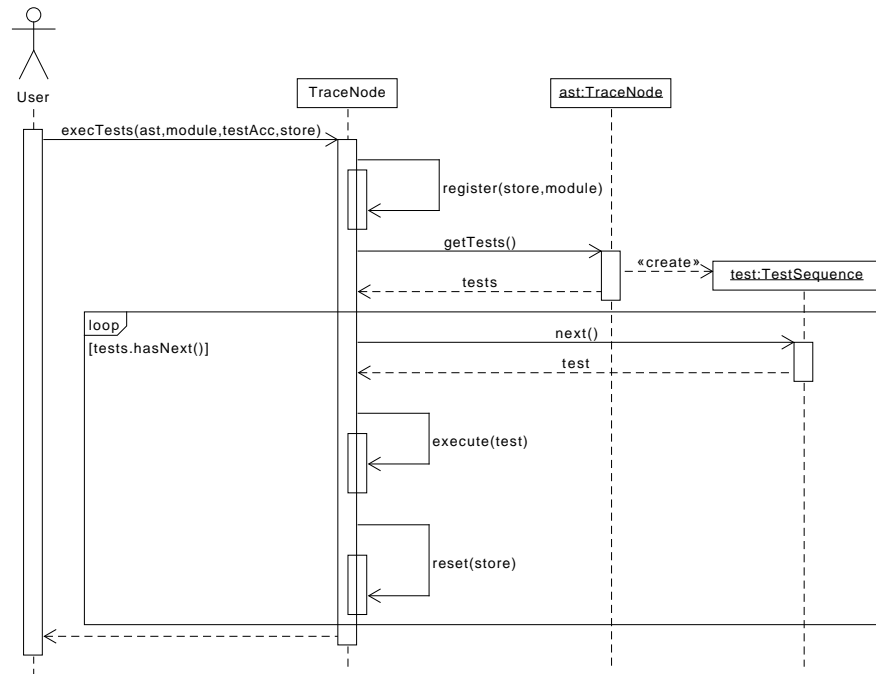 User
TraceNode
ast:TraceNode
execTests(ast,module,testAcc,store)
register(store,module)
getTests()
«create»
test:TestSequence
tests
loop
[tests.hasNext()]
next()
test
execute(test)
reset(store)